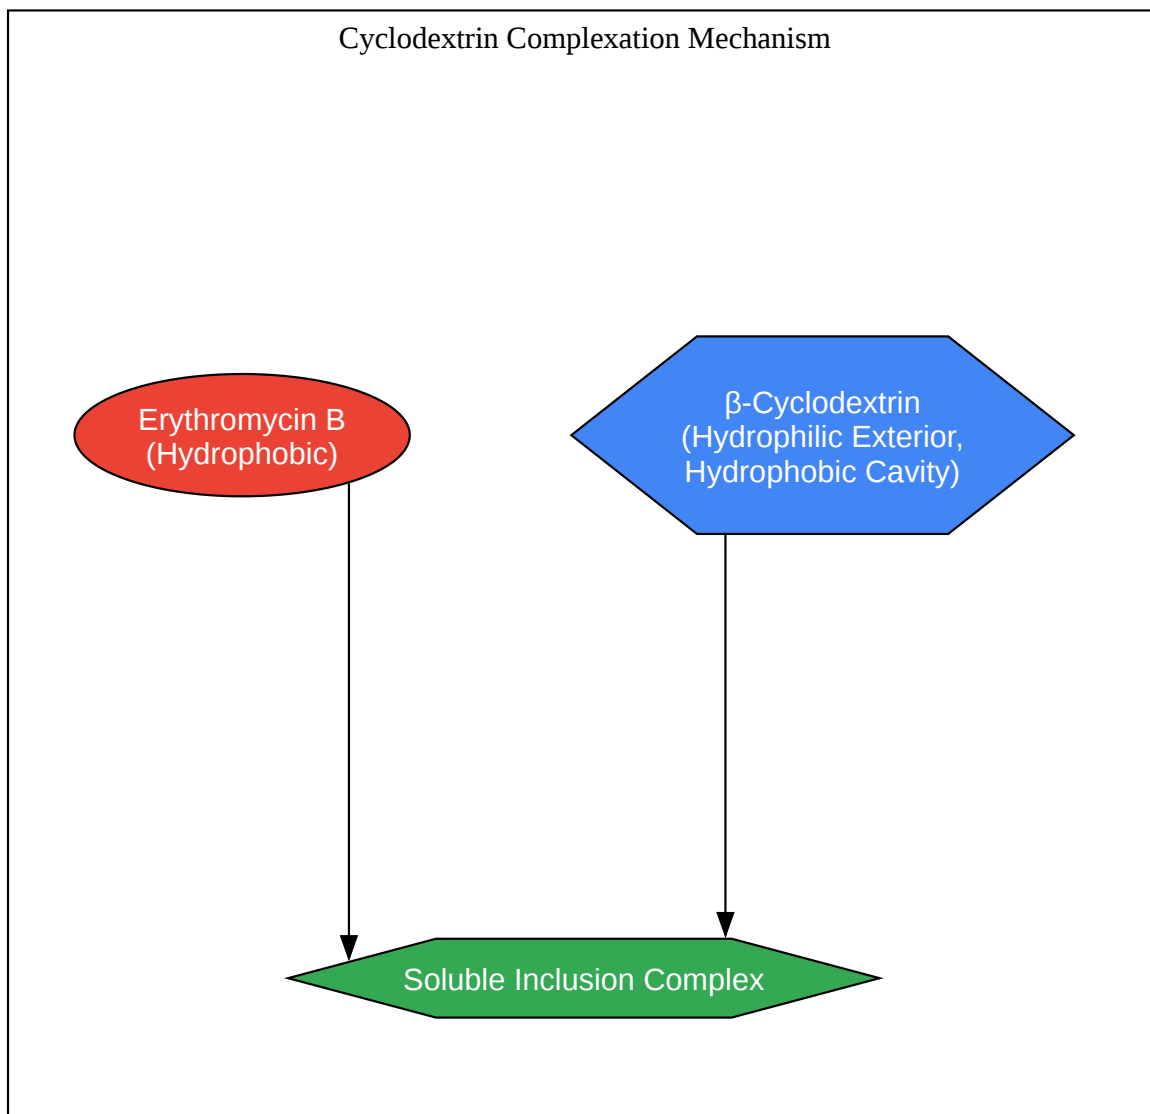 Cyclodextrin Complexation Mechanism
Erythromycin B
(Hydrophobic)
β-Cyclodextrin
(Hydrophilic Exterior,
Hydrophobic Cavity)
Soluble Inclusion Complex